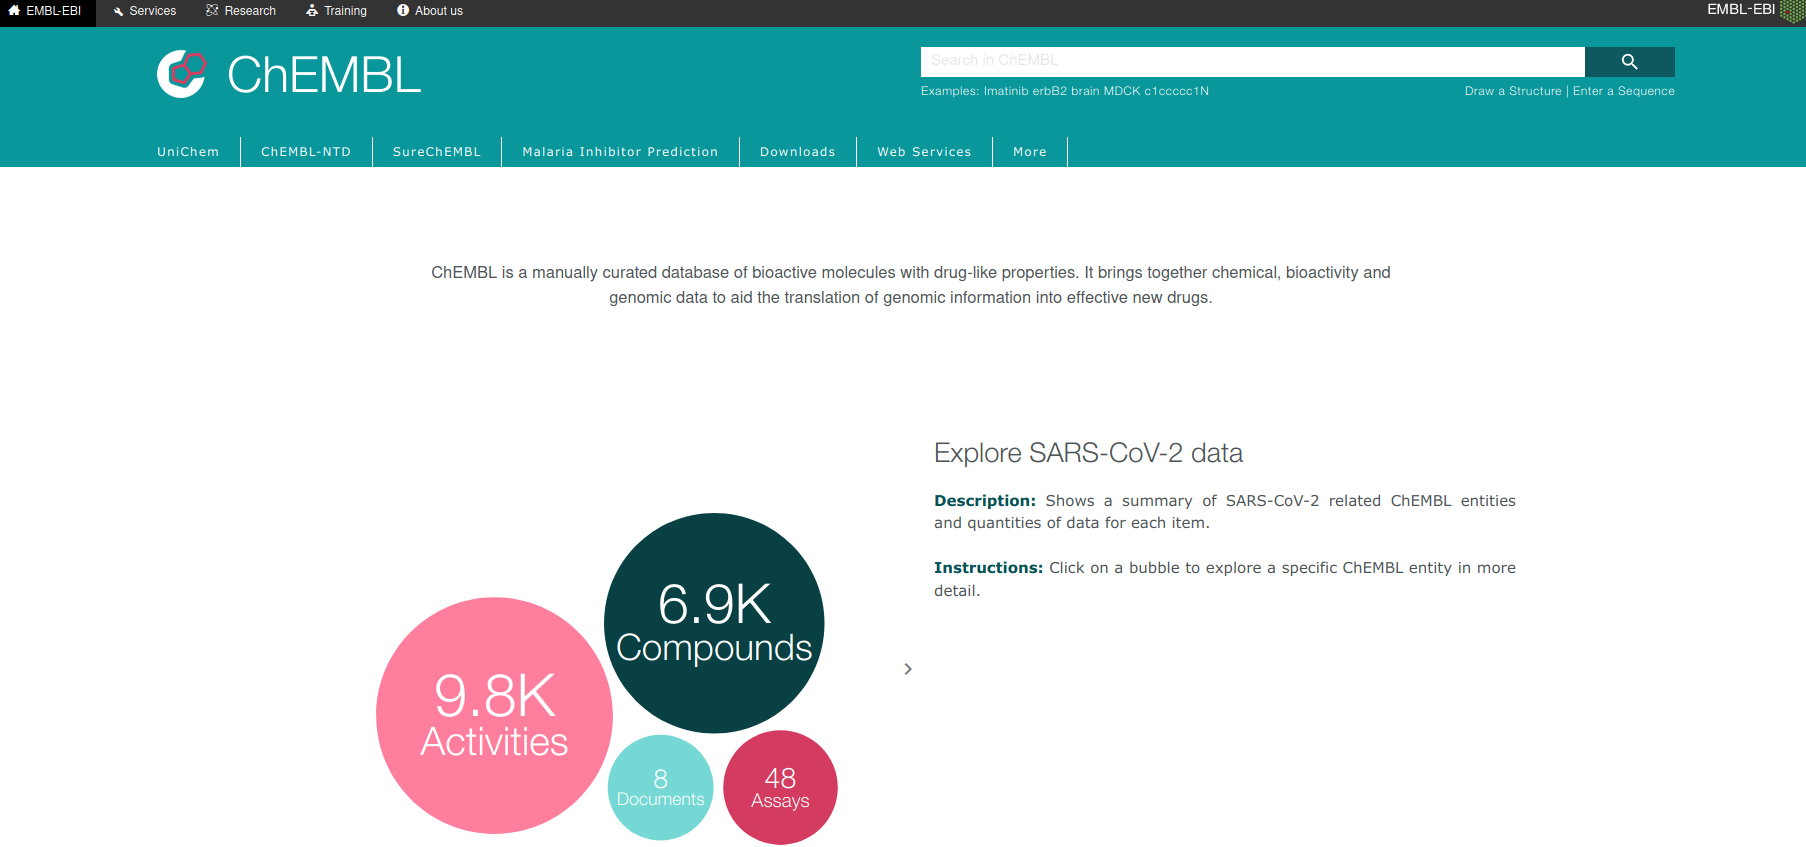 EMBL-EBI Services Research Training About us EMBL-EBI
ChEMBL
Search in ChEMBL
Examples: Imatinib erbB2 brain MDCK c1ccccc1N Draw a Structure | Enter a Sequence
UniChem ChEMBL-NTD SureChEMBL Malaria Inhibitor Prediction Downloads Web Services More
ChEMBL is a manually curated database of bioactive molecules with drug-like properties. It brings together chemical, bioactivity and
genomic data to aid the translation of genomic information into effective new drugs.
Explore SARS-CoV-2 data
Description: Shows a summary of SARS-CoV-2 related ChEMBL entities
and quantities of data for each item.
Instructions: Click on a bubble to explore a specific ChEMBL entity in more
detail.
6.9K
Compounds
9.8K
Activities
8
Documents
48
Assays